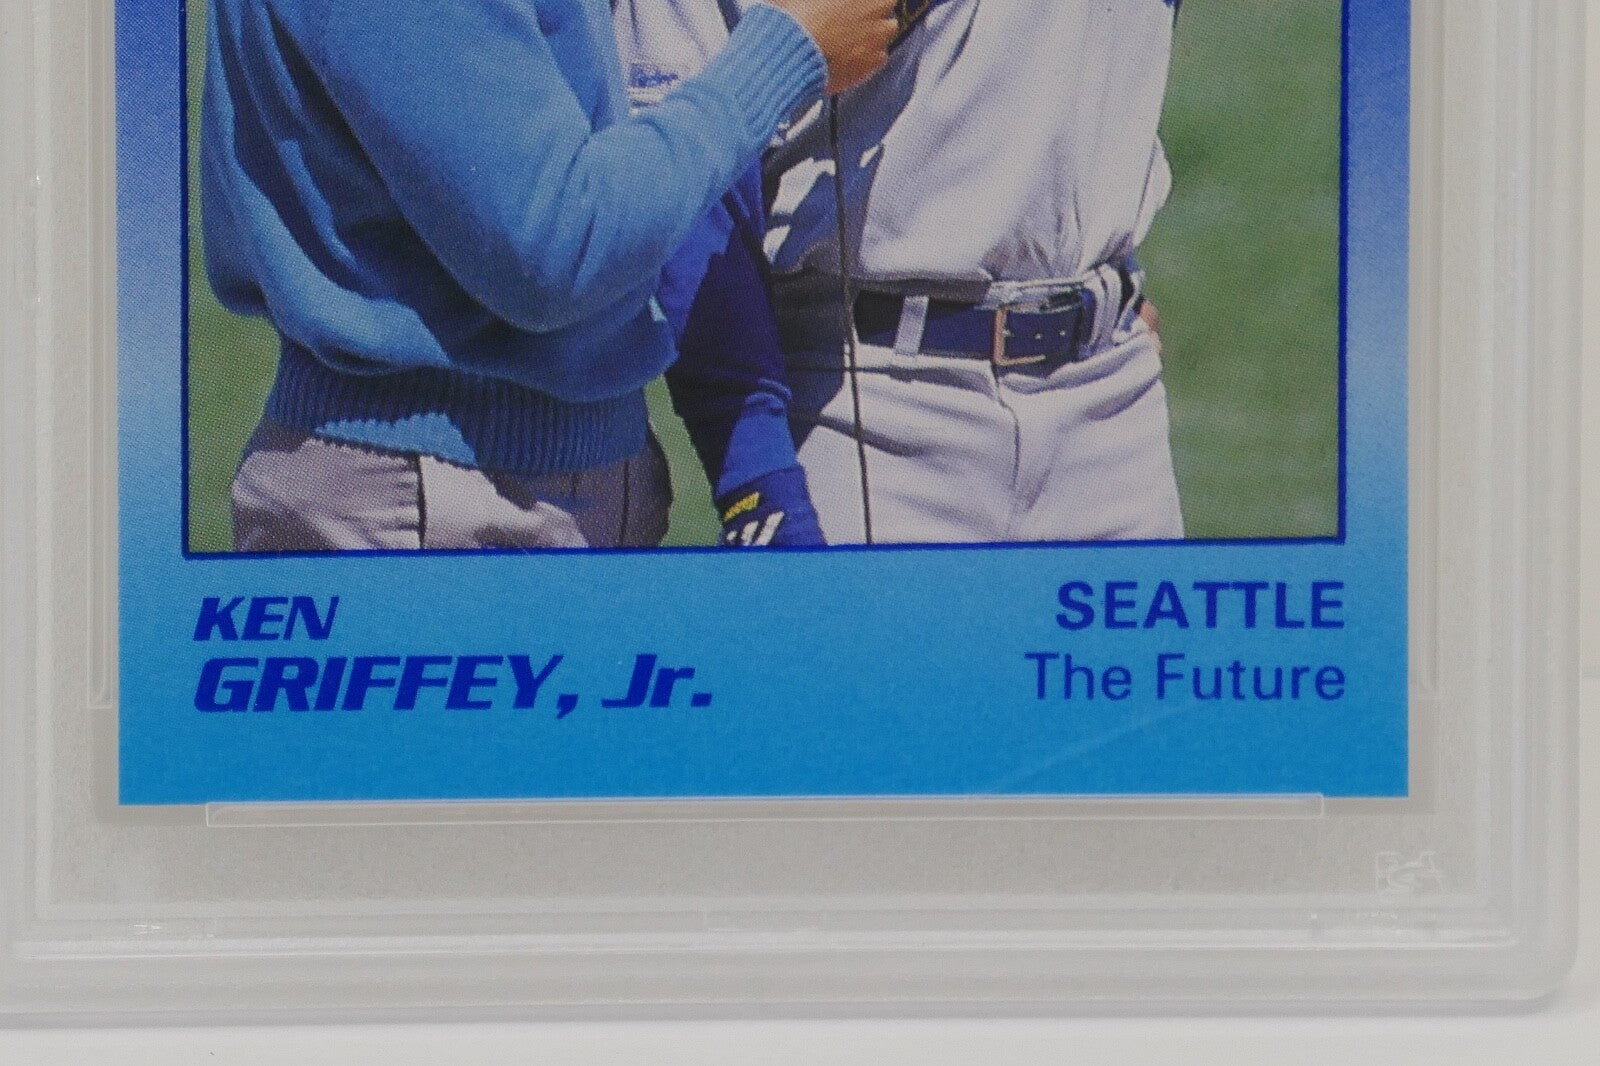 KEN
GRIFFEY, Jr.
SEATTLE
The Future